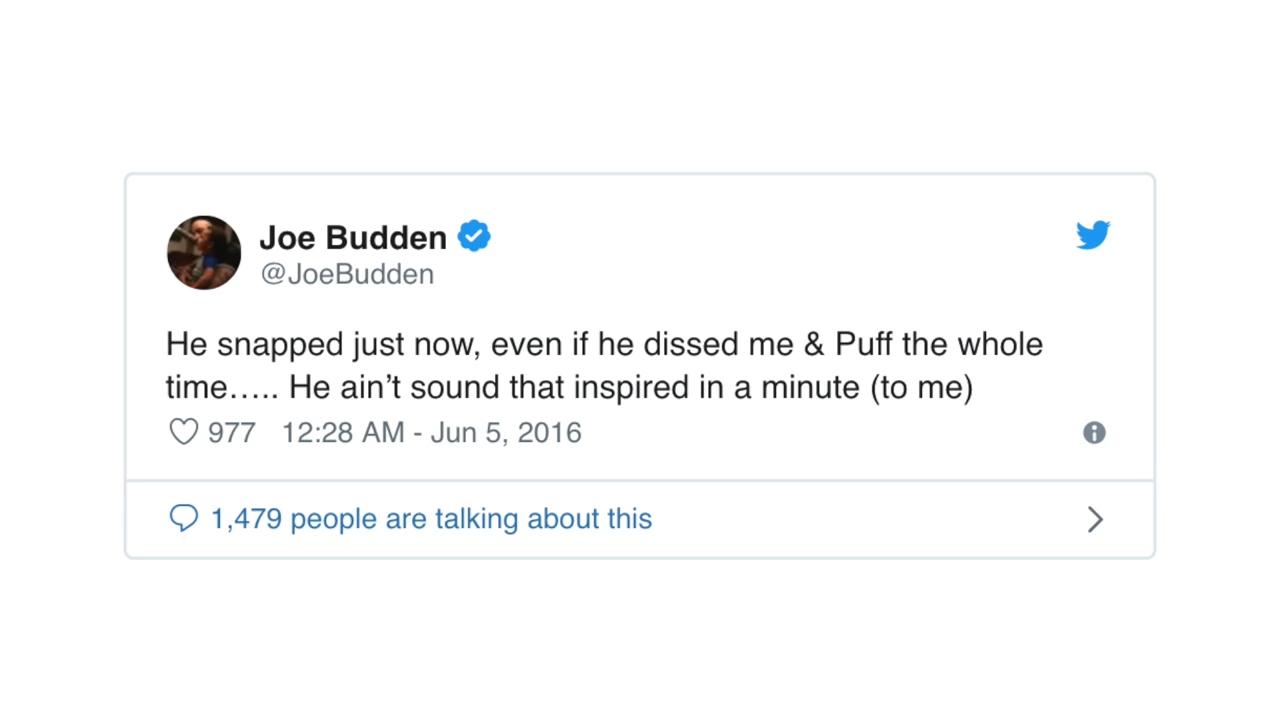 Joe Budden
@JoeBudden
He snapped just now, even if he dissed me & Puff the whole
time….. He ain’t sound that inspired in a minute (to me)
977 12:28 AM - Jun 5, 2016
1,479 people are talking about this